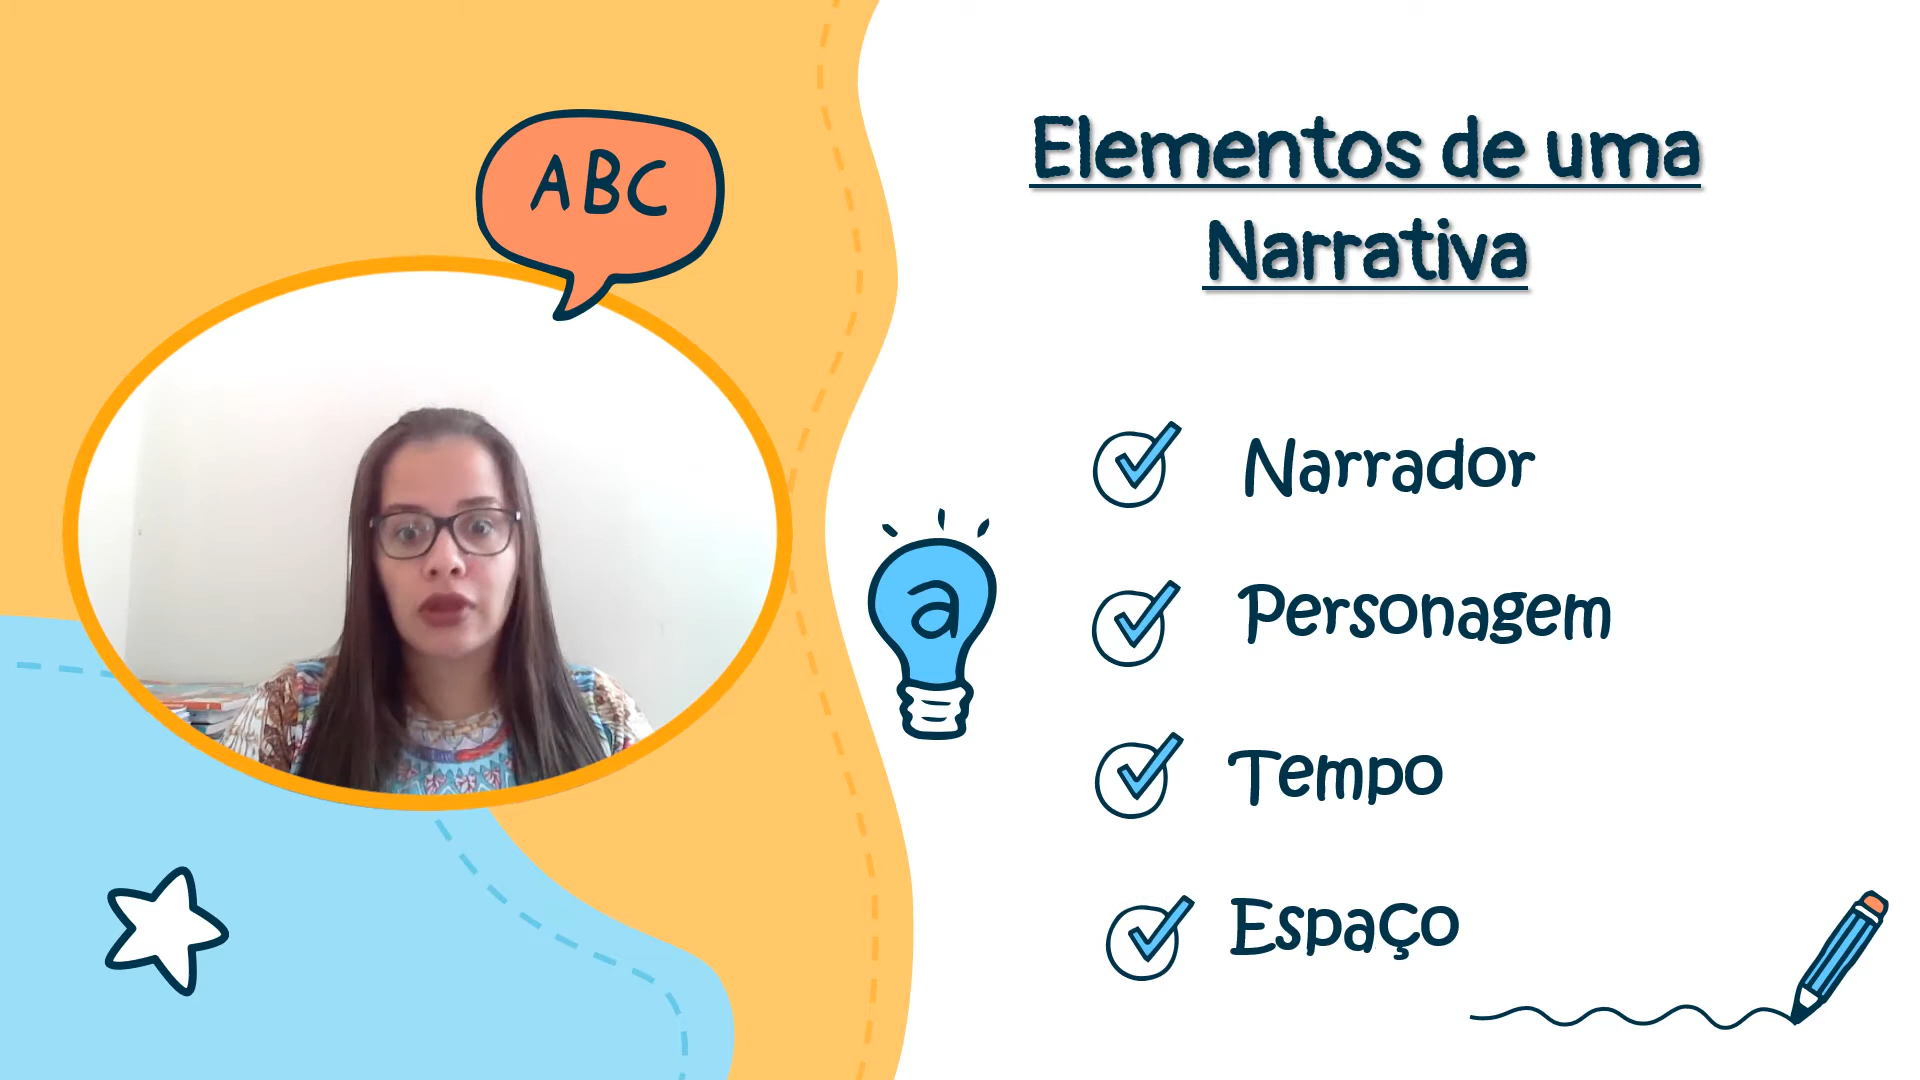 ABC
Elementos de uma
Narrativa
Narrador
a
Personagem
Tempo
Espaço